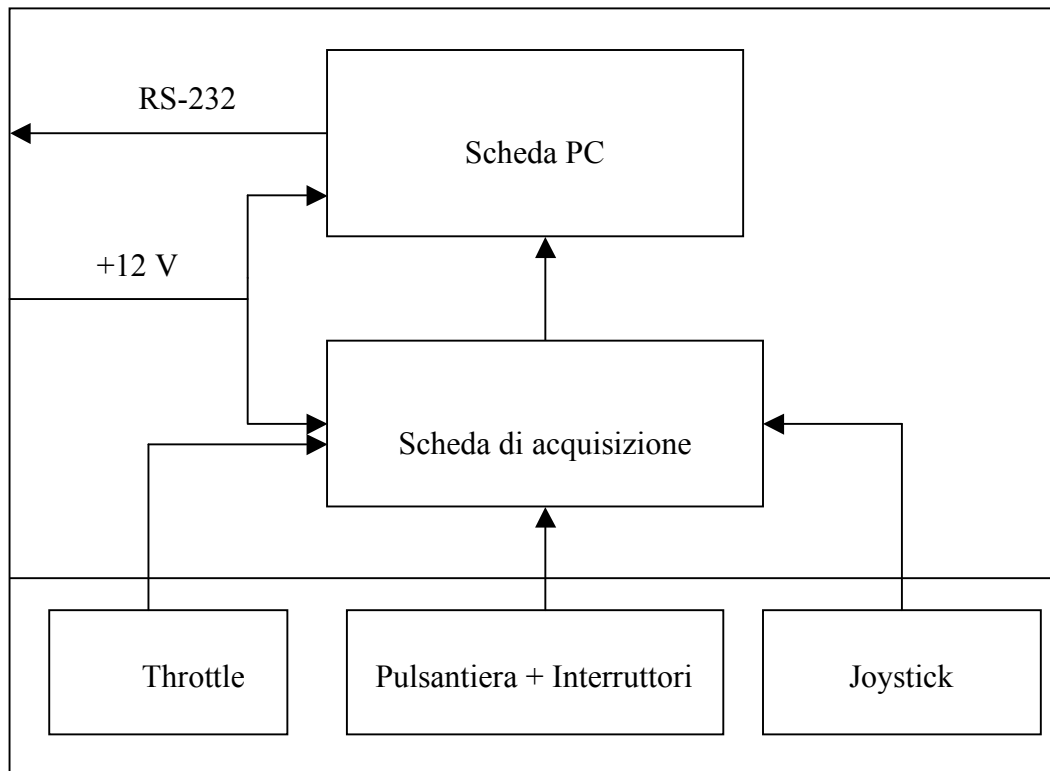 RS-232
Scheda PC
+12 V
Scheda di acquisizione
Throttle
Pulsantiera + Interruttori
Joystick